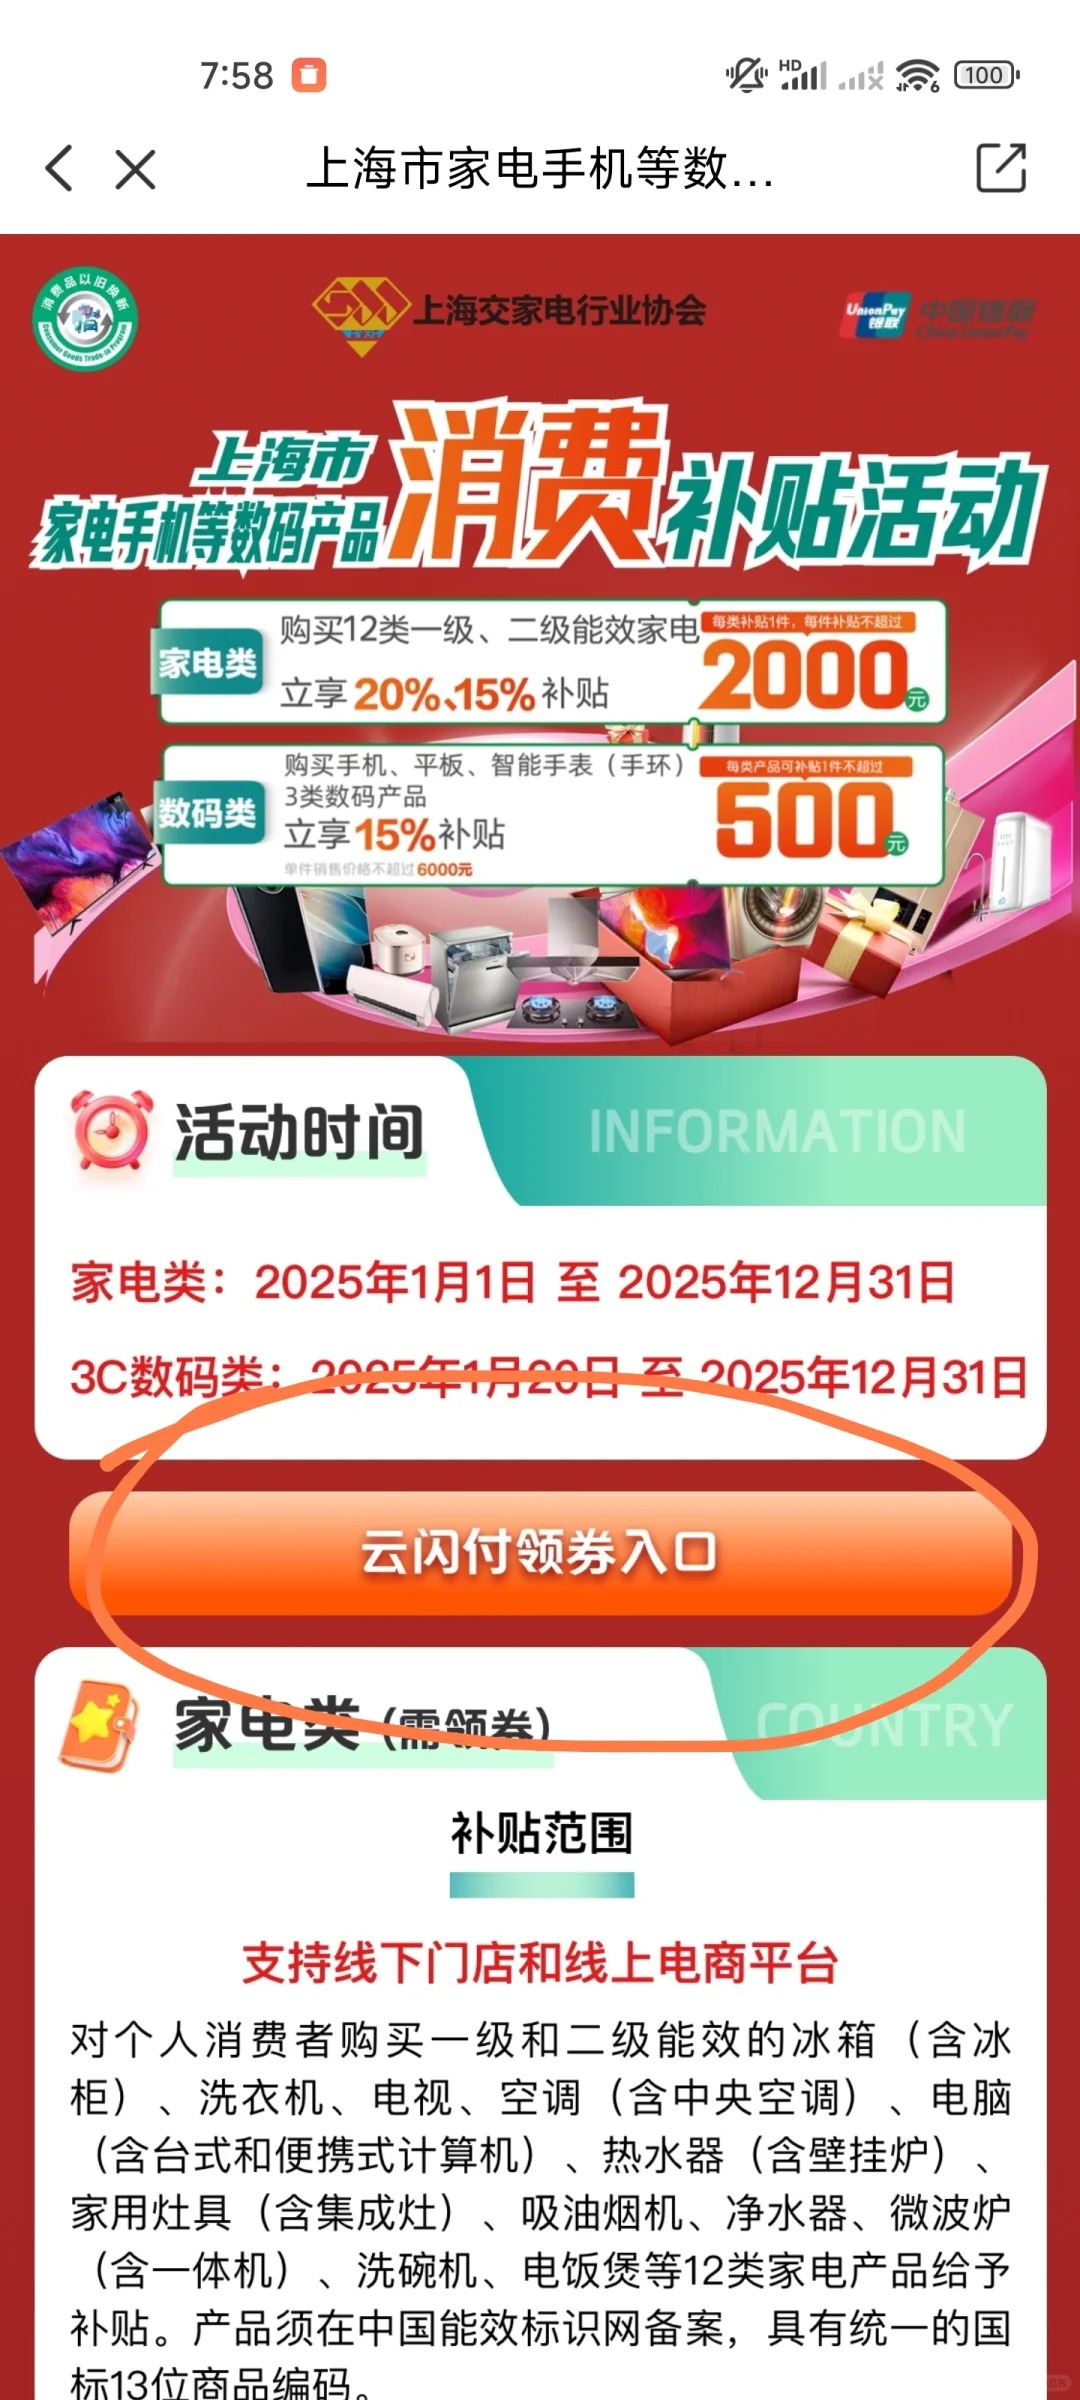 7:58
HD
6
100
上海市家电手机等数...
消费品以旧换新
Consumer Goods Trade-in Program
上海交家电行业协会
UnionPay
银联
中国银联
China UnionPay
上海市
家电手机等数码产品
消费补贴活动
家电类
购买12类一级、二级能效家电
立享20%、15%补贴
每类补贴1件，每件补贴不超过
2000元
数码类
购买手机、平板、智能手表（手环）
3类数码产品
立享15%补贴
单件销售价格不超过6000元
每类产品可补贴1件不超过
500元
活动时间
INFORMATION
家电类：2025年1月1日 至 2025年12月31日
3C数码类：2025年1月20日 至 2025年12月31日
云闪付领券入口
家电类 (需领券)
COUNTRY
补贴范围
支持线下门店和线上电商平台
对个人消费者购买一级和二级能效的冰箱（含冰
柜）、洗衣机、电视、空调（含中央空调）、电脑
（含台式和便携式计算机）、热水器（含壁挂炉）、
家用灶具（含集成灶）、吸油烟机、净水器、微波炉
（含一体机）、洗碗机、电饭煲等12类家电产品给予
补贴。产品须在中国能效标识网备案，具有统一的国
标13位商品编码。